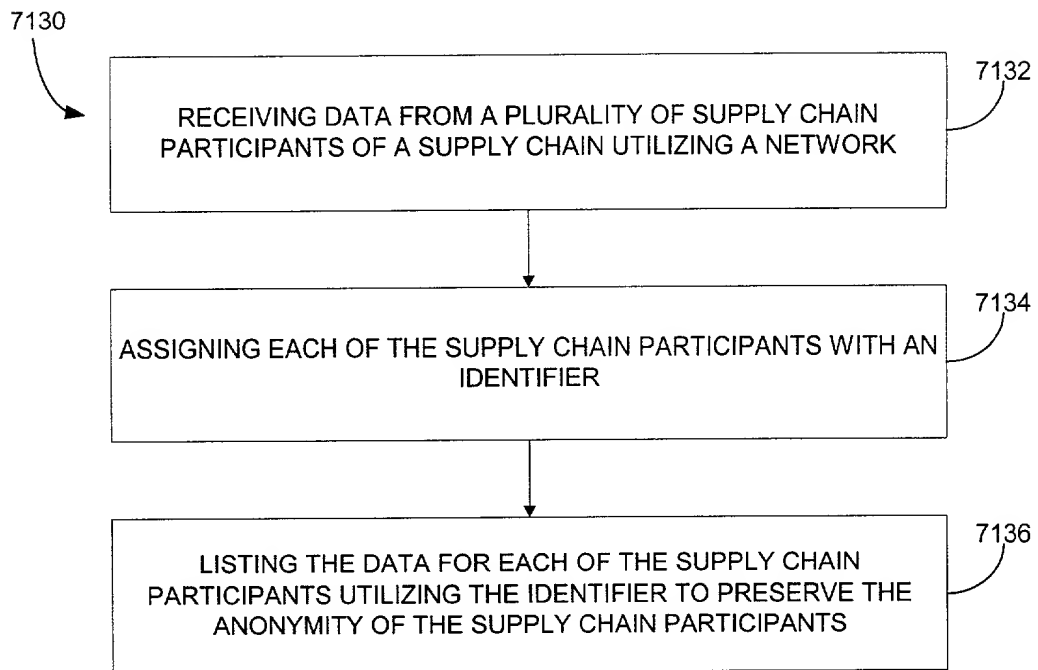 7130
7132
RECEIVING DATA FROM A PLURALITY OF SUPPLY CHAIN
PARTICIPANTS OF A SUPPLY CHAIN UTILIZING A NETWORK
7134
ASSIGNING EACH OF THE SUPPLY CHAIN PARTICIPANTS WITH AN
IDENTIFIER
7136
LISTING THE DATA FOR EACH OF THE SUPPLY CHAIN
PARTICIPANTS UTILIZING THE IDENTIFIER TO PRESERVE THE
ANONYMITY OF THE SUPPLY CHAIN PARTICIPANTS